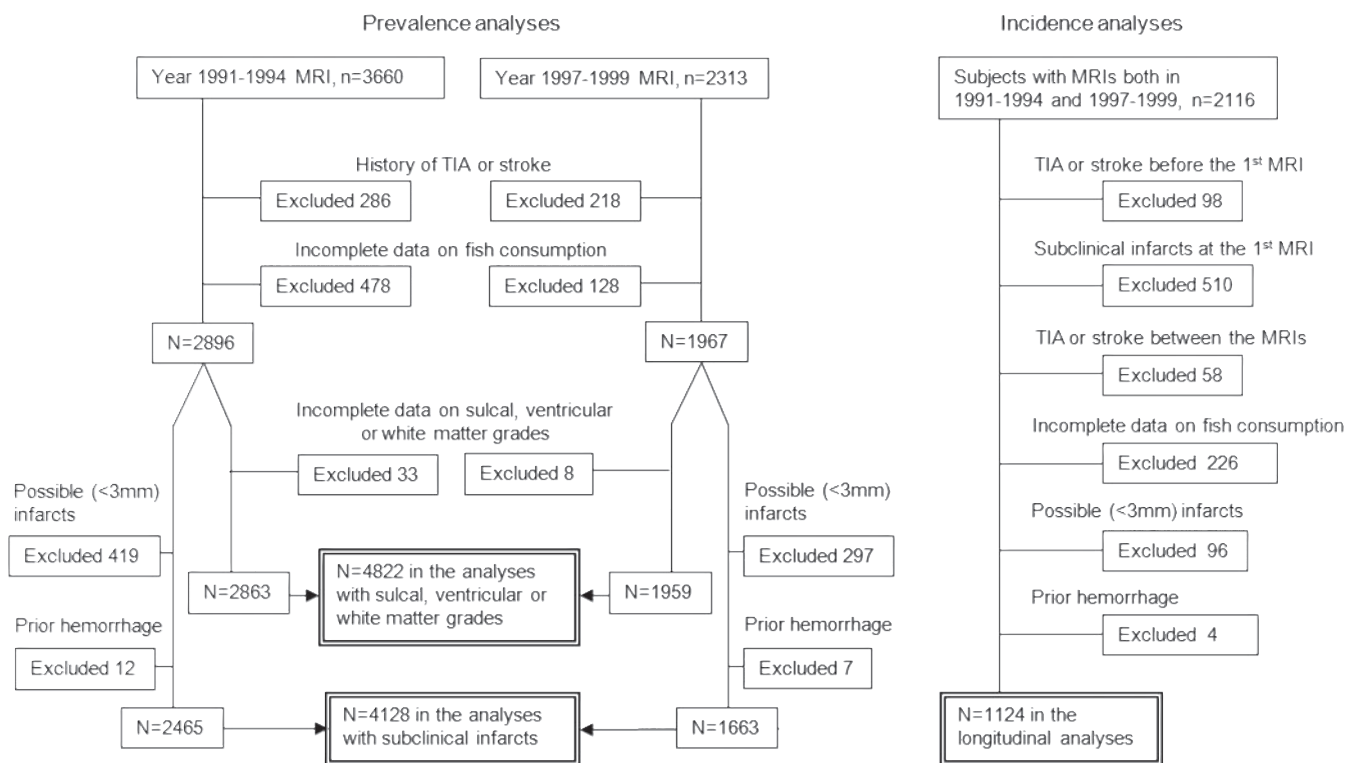 Prevalence analyses
Year 1991-1994 MRI, n=3660
Year 1997-1999 MRI, n=2313
History of TIA or stroke
Excluded 286
Excluded 218
Incomplete data on fish consumption
Excluded 478
Excluded 128
N=2896
N=1967
Incomplete data on sulcal, ventricular
or white matter grades
Excluded 33
Excluded 8
Possible (<3mm)
infarcts
Excluded 419
Possible (<3mm)
infarcts
Excluded 297
N=2863
N=4822 in the analyses
with sulcal, ventricular or
white matter grades
N=1959
Prior hemorrhage
Excluded 12
Prior hemorrhage
Excluded 7
N=2465
N=4128 in the analyses
with subclinical infarcts
N=1663
Incidence analyses
Subjects with MRIs both in
1991-1994 and 1997-1999, n=2116
TIA or stroke before the 1st MRI
Excluded 98
Subclinical infarcts at the 1st MRI
Excluded 510
TIA or stroke between the MRIs
Excluded 58
Incomplete data on fish consumption
Excluded 226
Possible (<3mm) infarcts
Excluded 96
Prior hemorrhage
Excluded 4
N=1124 in the
longitudinal analyses